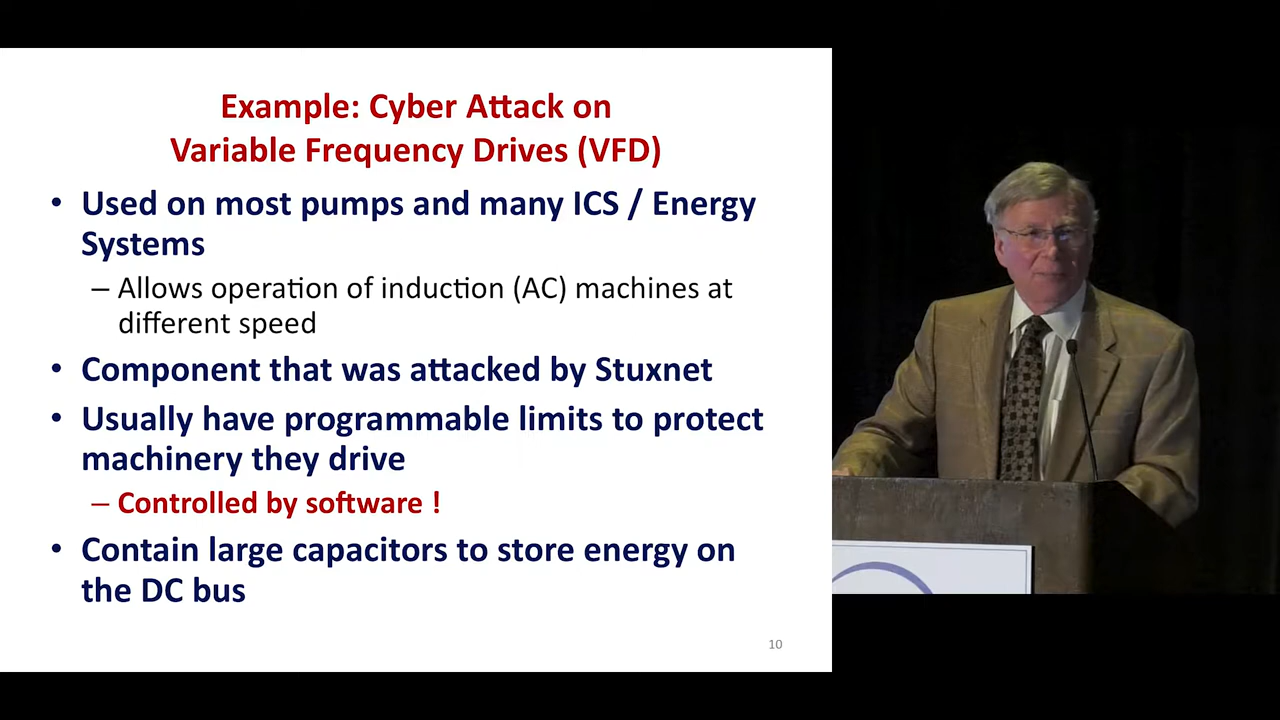 Example: Cyber Attack on
Variable Frequency Drives (VFD)
• Used on most pumps and many ICS / Energy
Systems
– Allows operation of induction (AC) machines at
different speed
• Component that was attacked by Stuxnet
• Usually have programmable limits to protect
machinery they drive
– Controlled by software !
• Contain large capacitors to store energy on
the DC bus
10